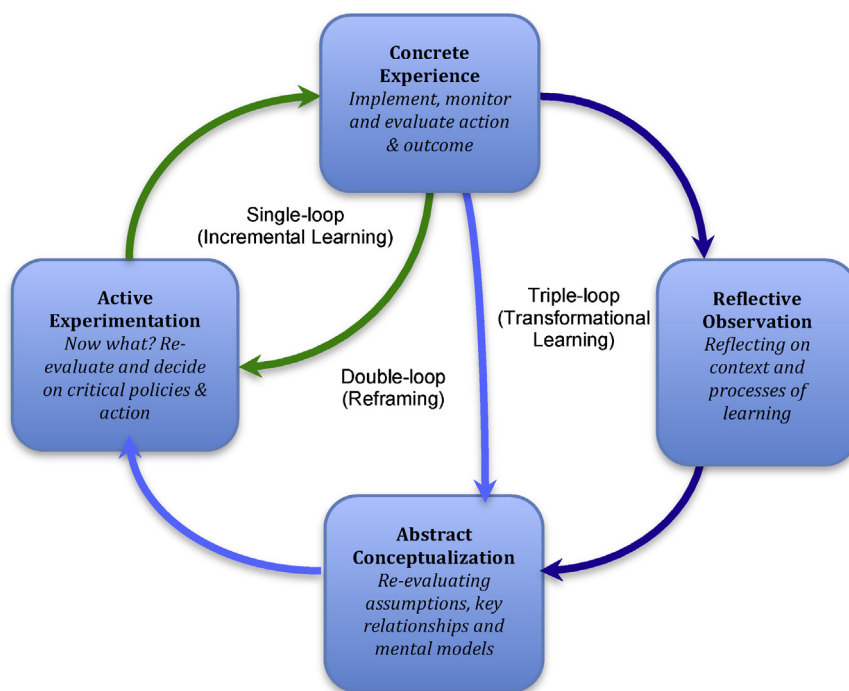 Concrete
Experience
Implement, monitor
and evaluate action
& outcome
Single-loop
(Incremental Learning)
Active
Experimentation
Now what? Re-
evaluate and decide
on critical policies &
action
Triple-loop
(Transformational
Learning)
Reflective
Observation
Reflecting on
context and
processes of
learning
Double-loop
(Reframing)
Abstract
Conceptualization
Re-evaluating
assumptions, key
relationships and
mental models